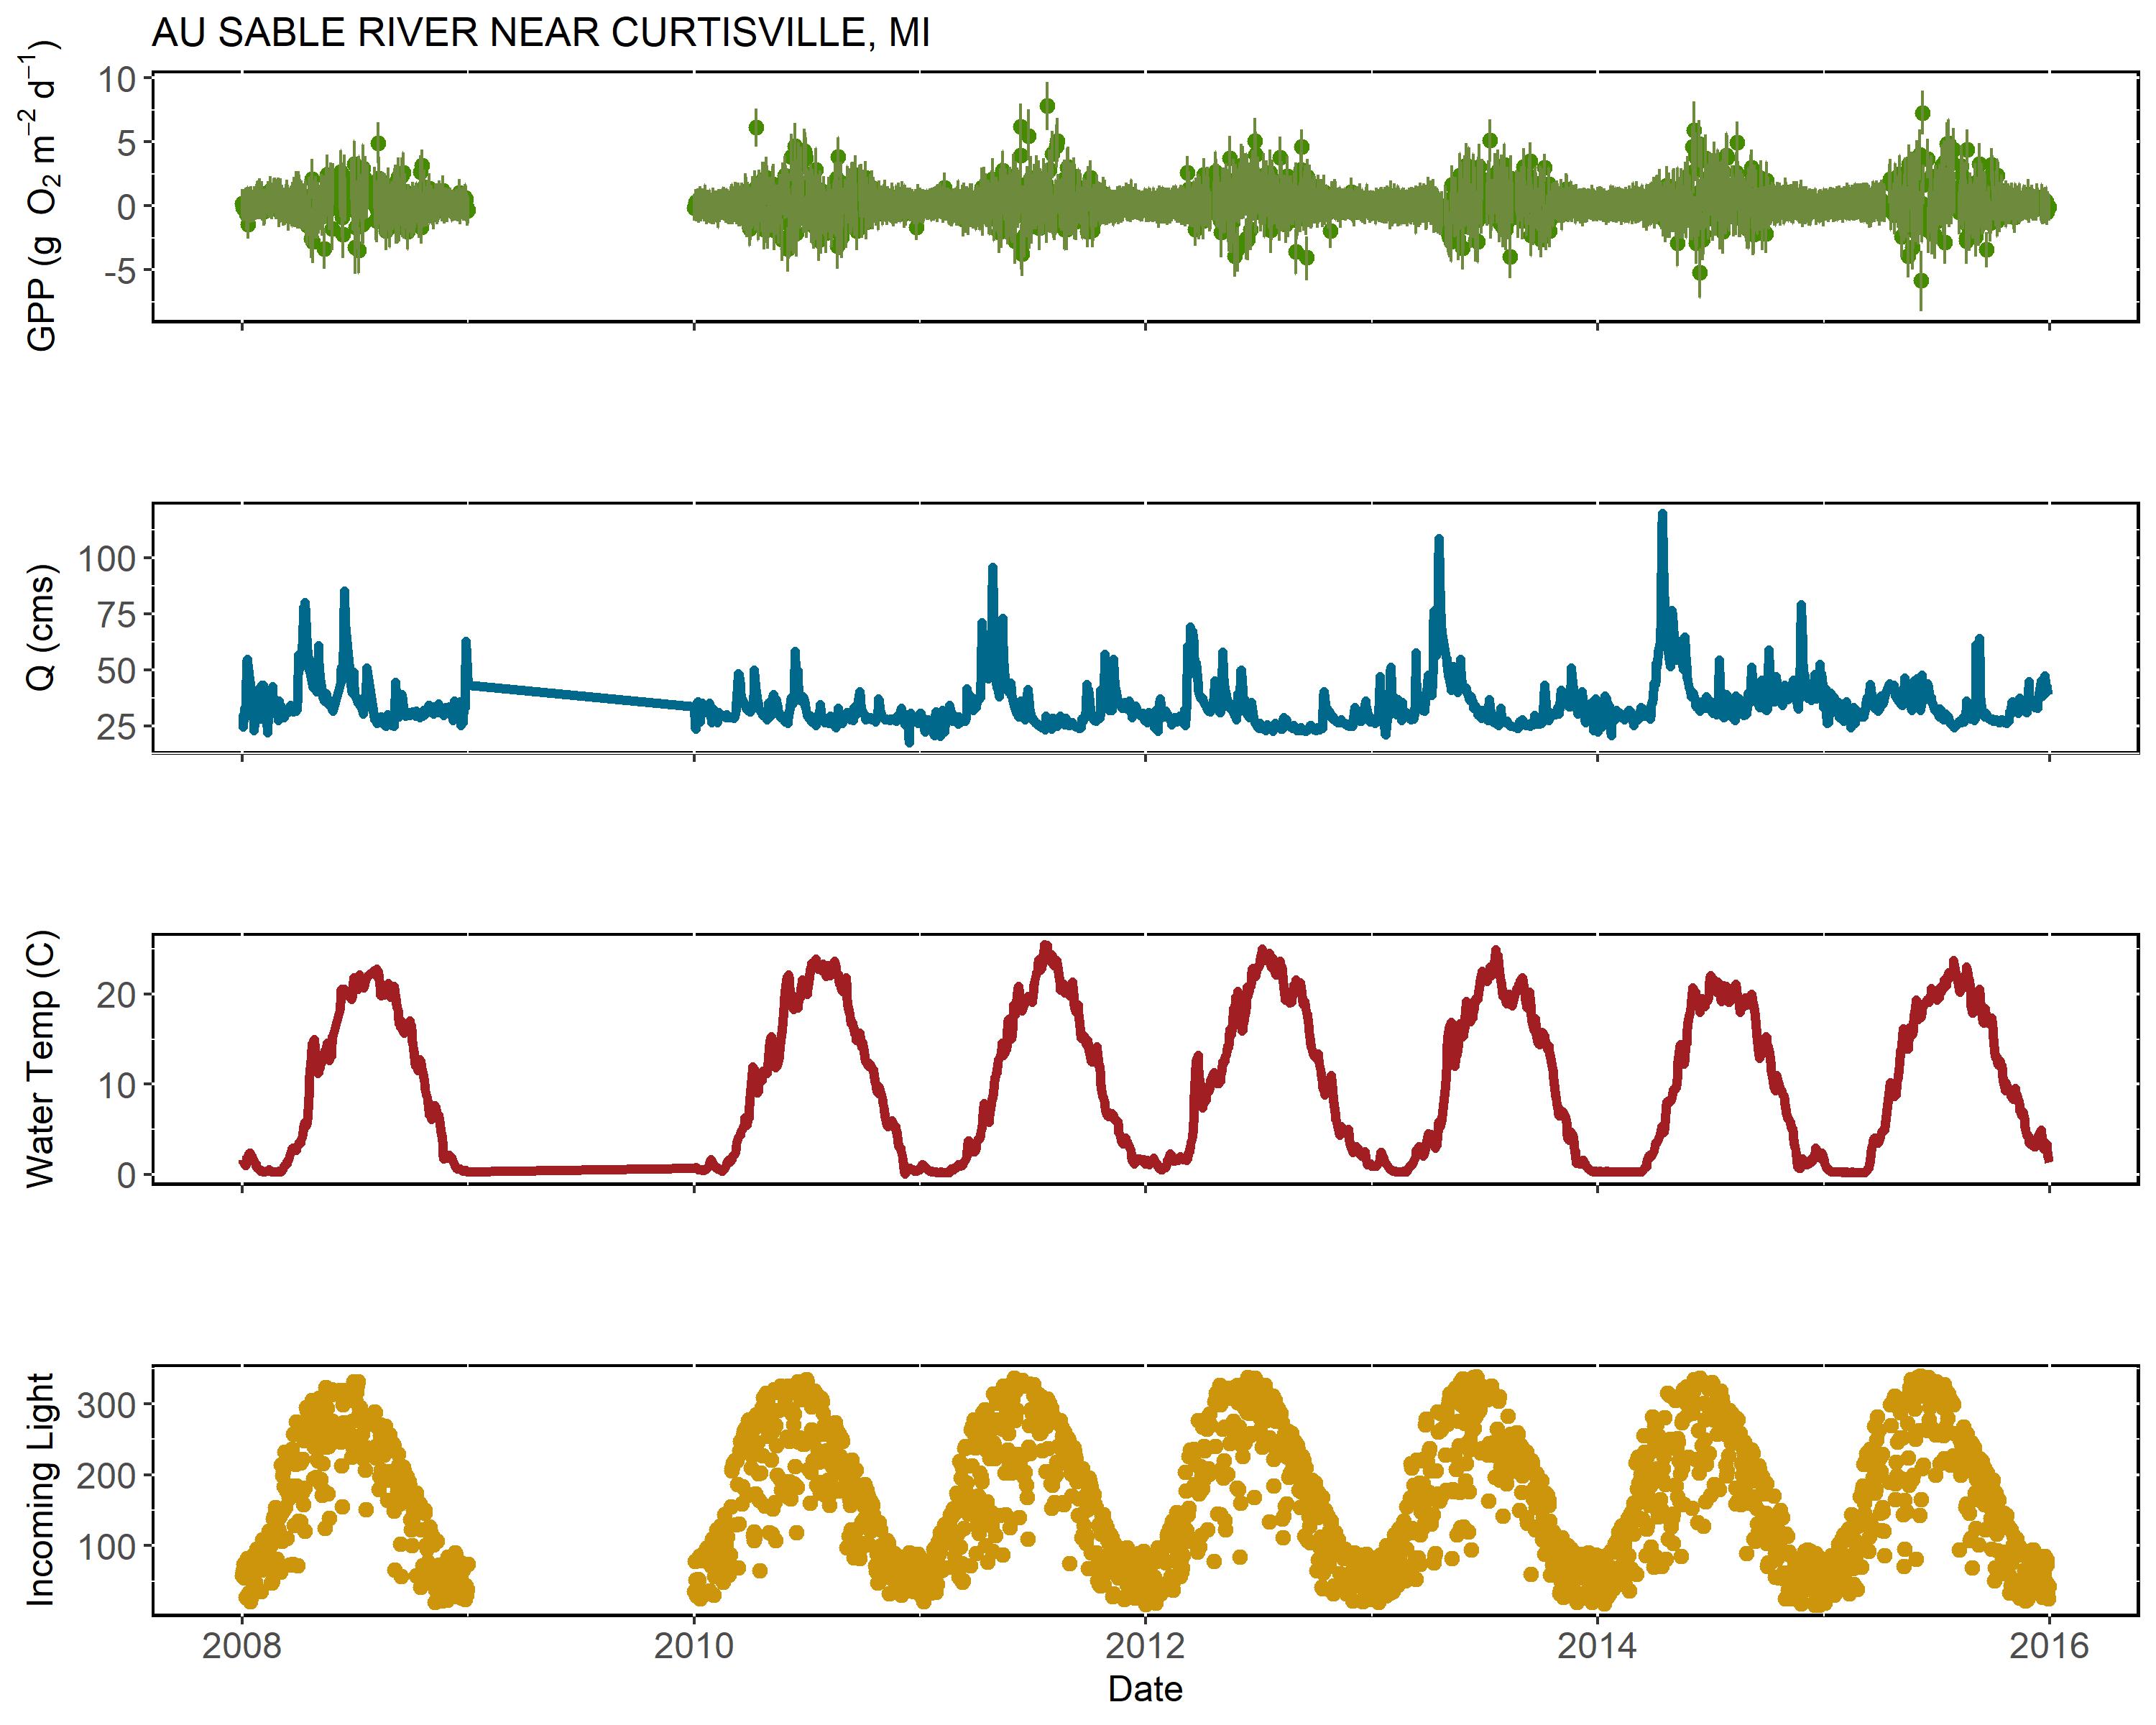 AU SABLE RIVER NEAR CURTISVILLE, MI
GPP (g O₂ m⁻² d⁻¹)
10
5
0
-5
Q (cms)
100
75
50
25
Water Temp (C)
20
10
0
Incoming Light
300
200
100
2008 2010 2012 2014 2016
Date